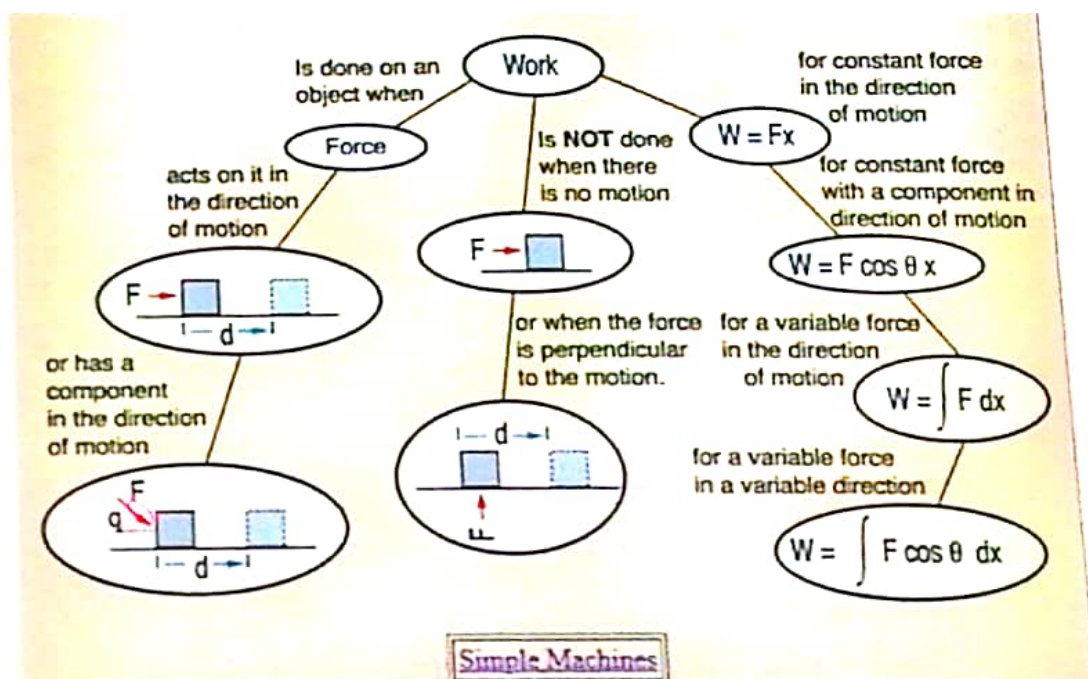 Work
Is done on an
object when
Force
acts on it in
the direction
of motion
F
d
or has a
component
in the direction
of motion
F
q
d
Is NOT done
when there
is no motion
F
or when the force
is perpendicular
to the motion.
d
F
for constant force
in the direction
of motion
W = Fx
for constant force
with a component in
direction of motion
W = F cos θ x
for a variable force
in the direction
of motion
W = ∫ F dx
for a variable force
in a variable direction
W = ∫ F cos θ dx
Simple Machines